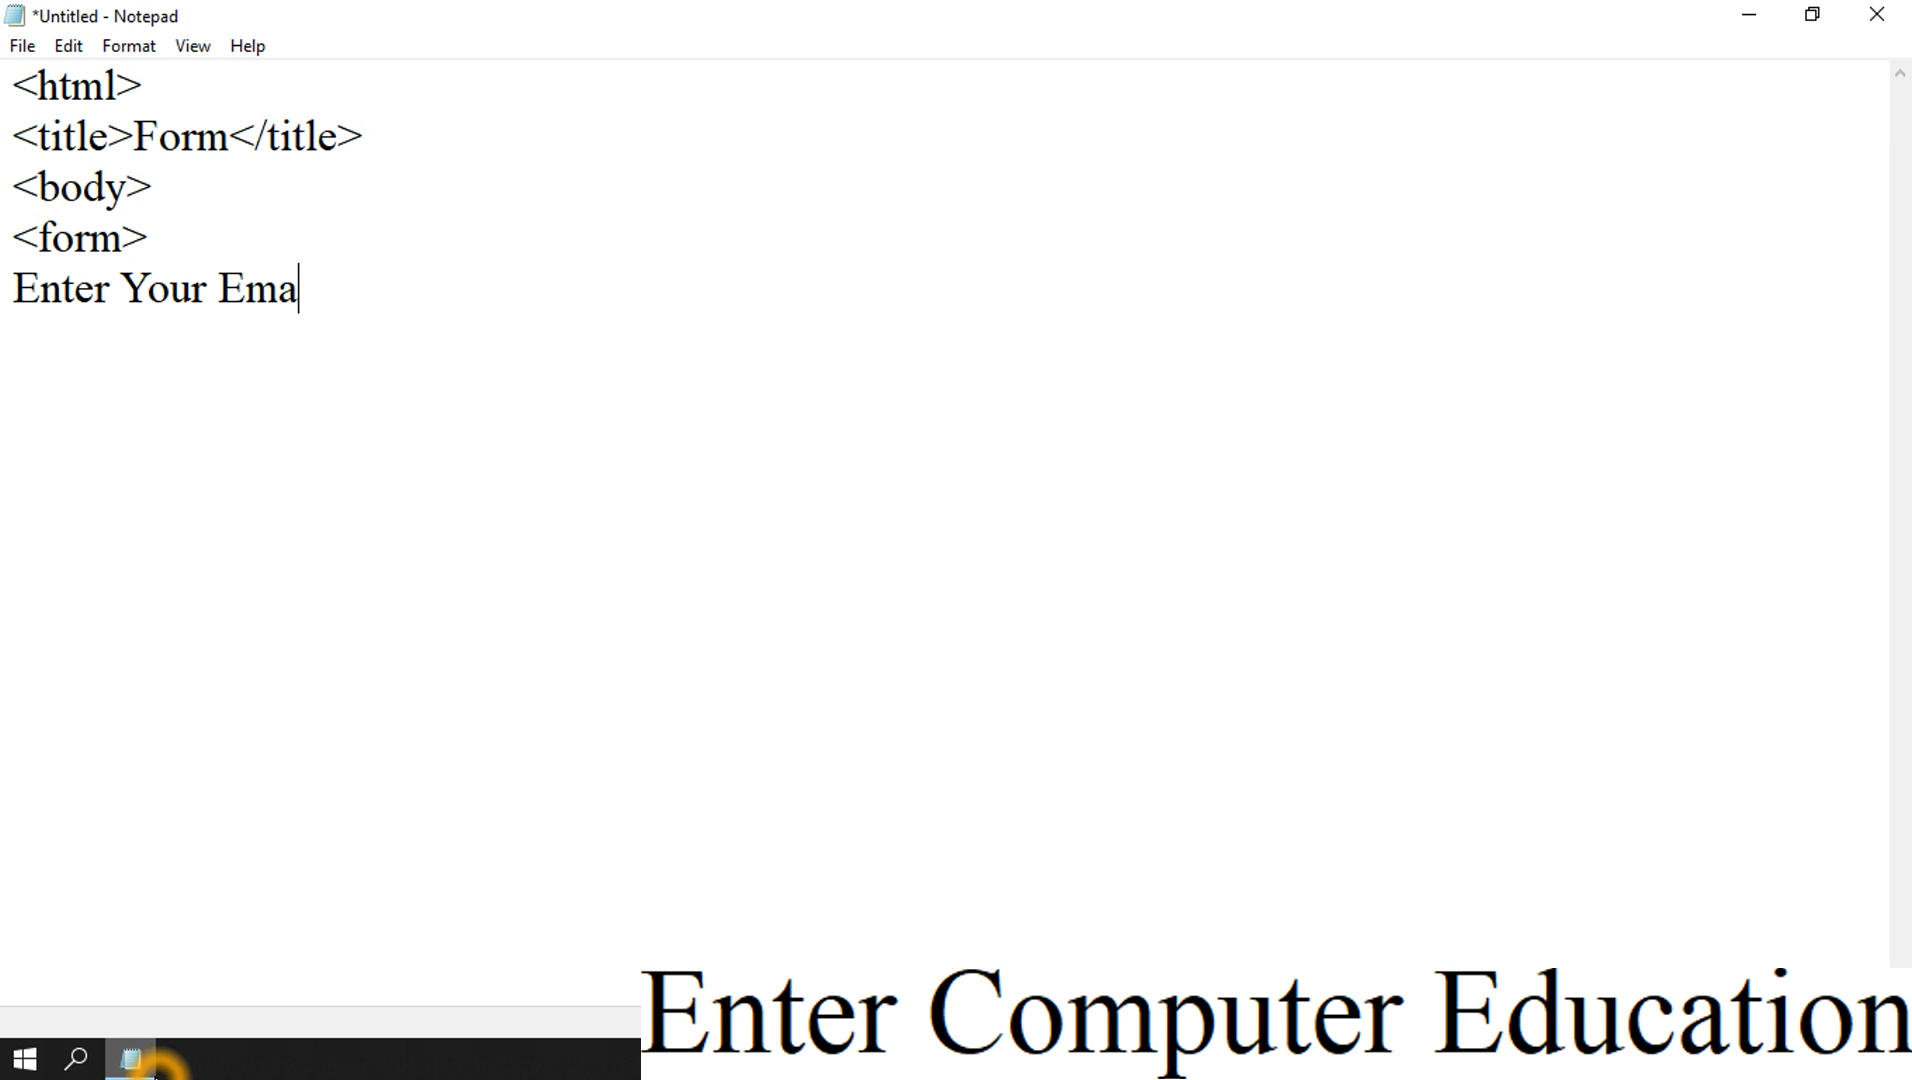 *Untitled - Notepad
File Edit Format View Help
<html>
<title>Form</title>
<body>
<form>
Enter Your Ema
Enter Computer Education